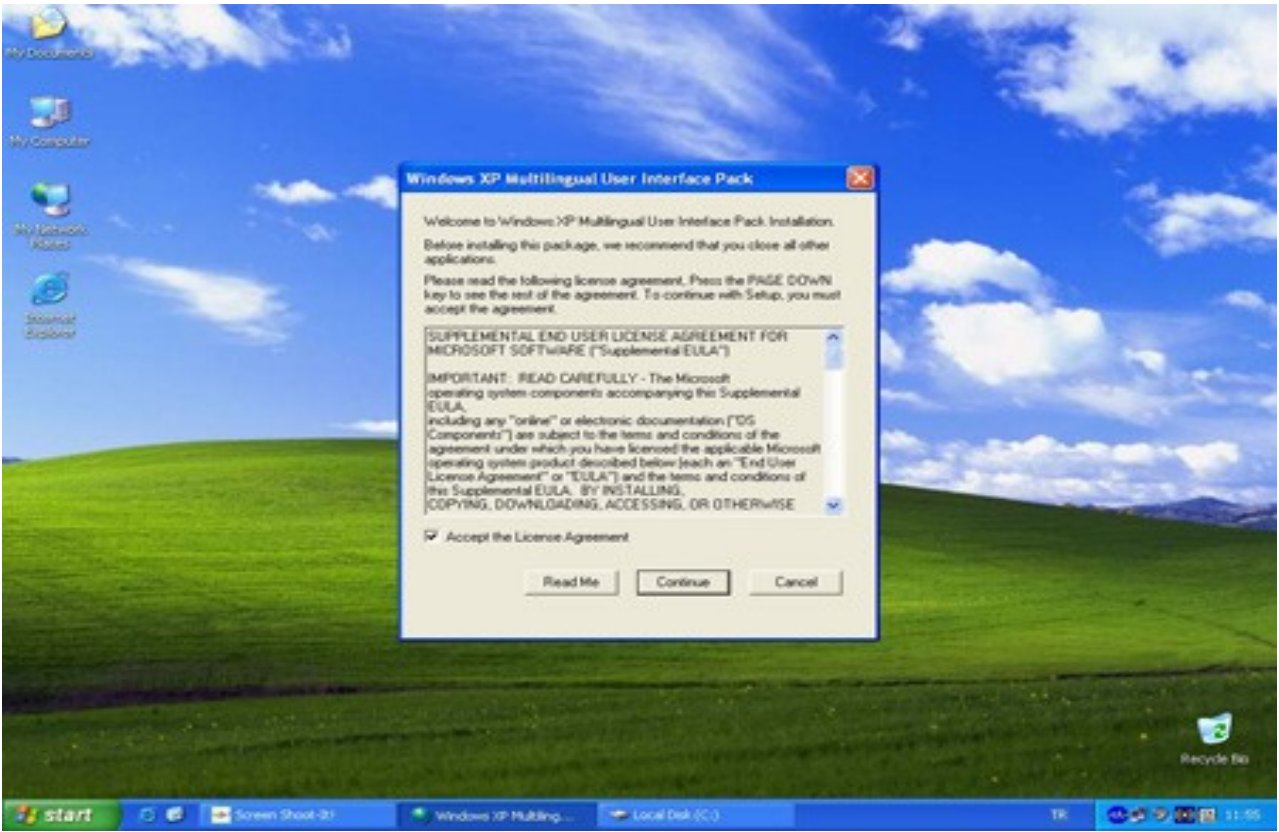 My Documents
My Computer
My Network
Places
Internet
Explorer
Windows XP Multilingual User Interface Pack
Welcome to Windows XP Multilingual User Interface Pack Installation.
Before installing this package, we recommend that you close all other
applications.
Please read the following license agreement. Press the PAGE DOWN
key to see the rest of the agreement. To continue with Setup, you must
accept the agreement.
SUPPLEMENTAL END USER LICENSE AGREEMENT FOR
MICROSOFT SOFTWARE ("Supplemental EULA")
IMPORTANT: READ CAREFULLY - The Microsoft
operating system components accompanying this Supplemental
EULA,
including any "online" or electronic documentation ("OS
Components") are subject to the terms and conditions of the
agreement under which you have licensed the applicable Microsoft
operating system product described below (each an "End User
License Agreement" or "EULA") and the terms and conditions of
this Supplemental EULA. BY INSTALLING,
COPYING, DOWNLOADING, ACCESSING, OR OTHERWISE
Accept the License Agreement
Read Me
Continue
Cancel
Recycle Bin
start
Screen Shoot-It!
Windows XP Multiling...
Local Disk (C:)
TR
11:55